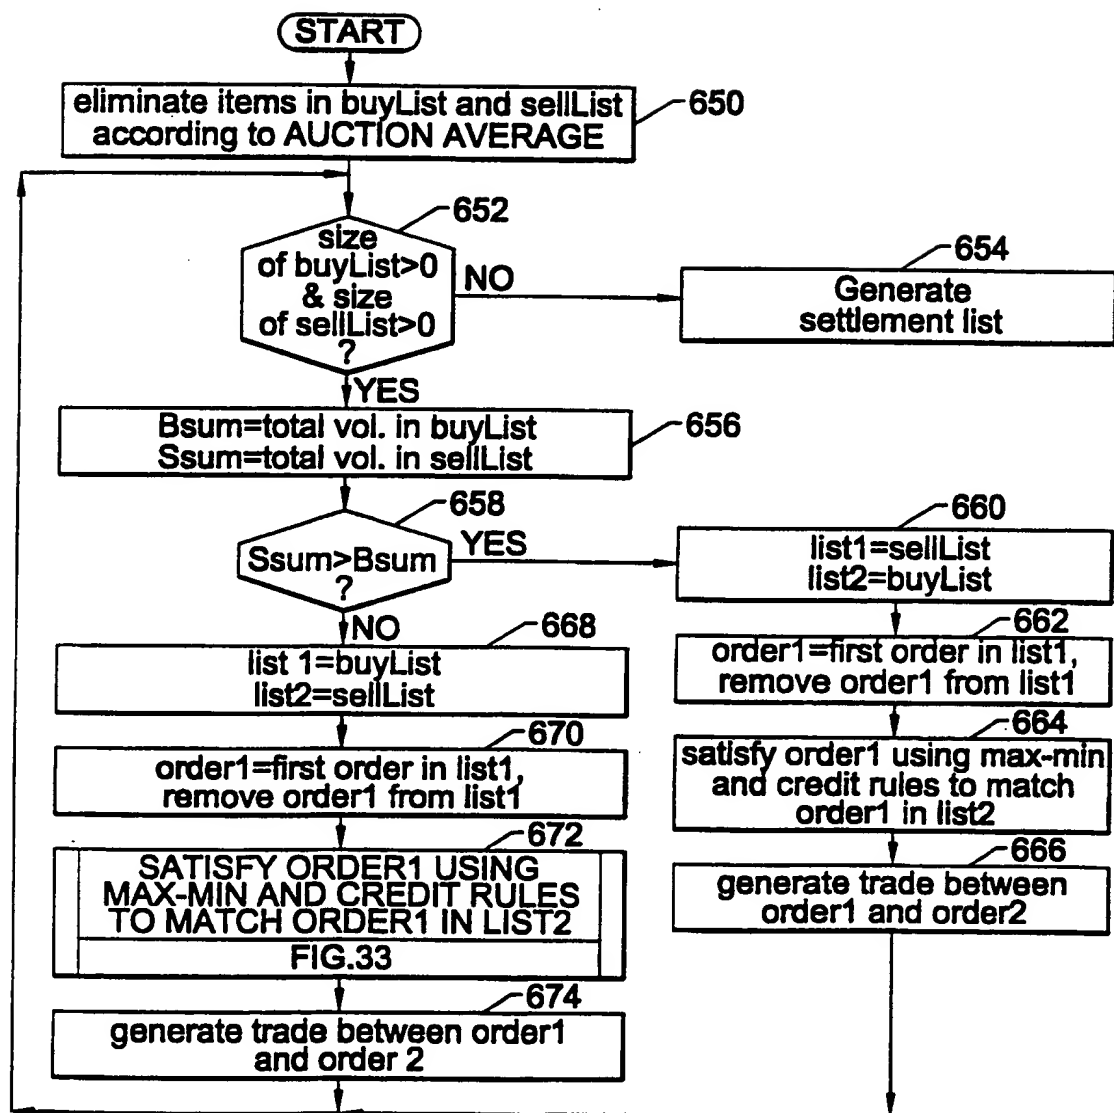 START
eliminate items in buyList and sellList
according to AUCTION AVERAGE
650
652
size
of buyList>0
& size
of sellList>0
?
NO
654
Generate
settlement list
YES
Bsum=total vol. in buyList
Ssum=total vol. in sellList
656
658
Ssum>Bsum
?
YES
660
list1=sellList
list2=buyList
662
order1=first order in list1,
remove order1 from list1
664
satisfy order1 using max-min
and credit rules to match
order1 in list2
666
generate trade between
order1 and order2
NO
668
list 1=buyList
list2=sellList
670
order1=first order in list1,
remove order1 from list1
672
SATISFY ORDER1 USING
MAX-MIN AND CREDIT RULES
TO MATCH ORDER1 IN LIST2
FIG.33
674
generate trade between order1
and order 2